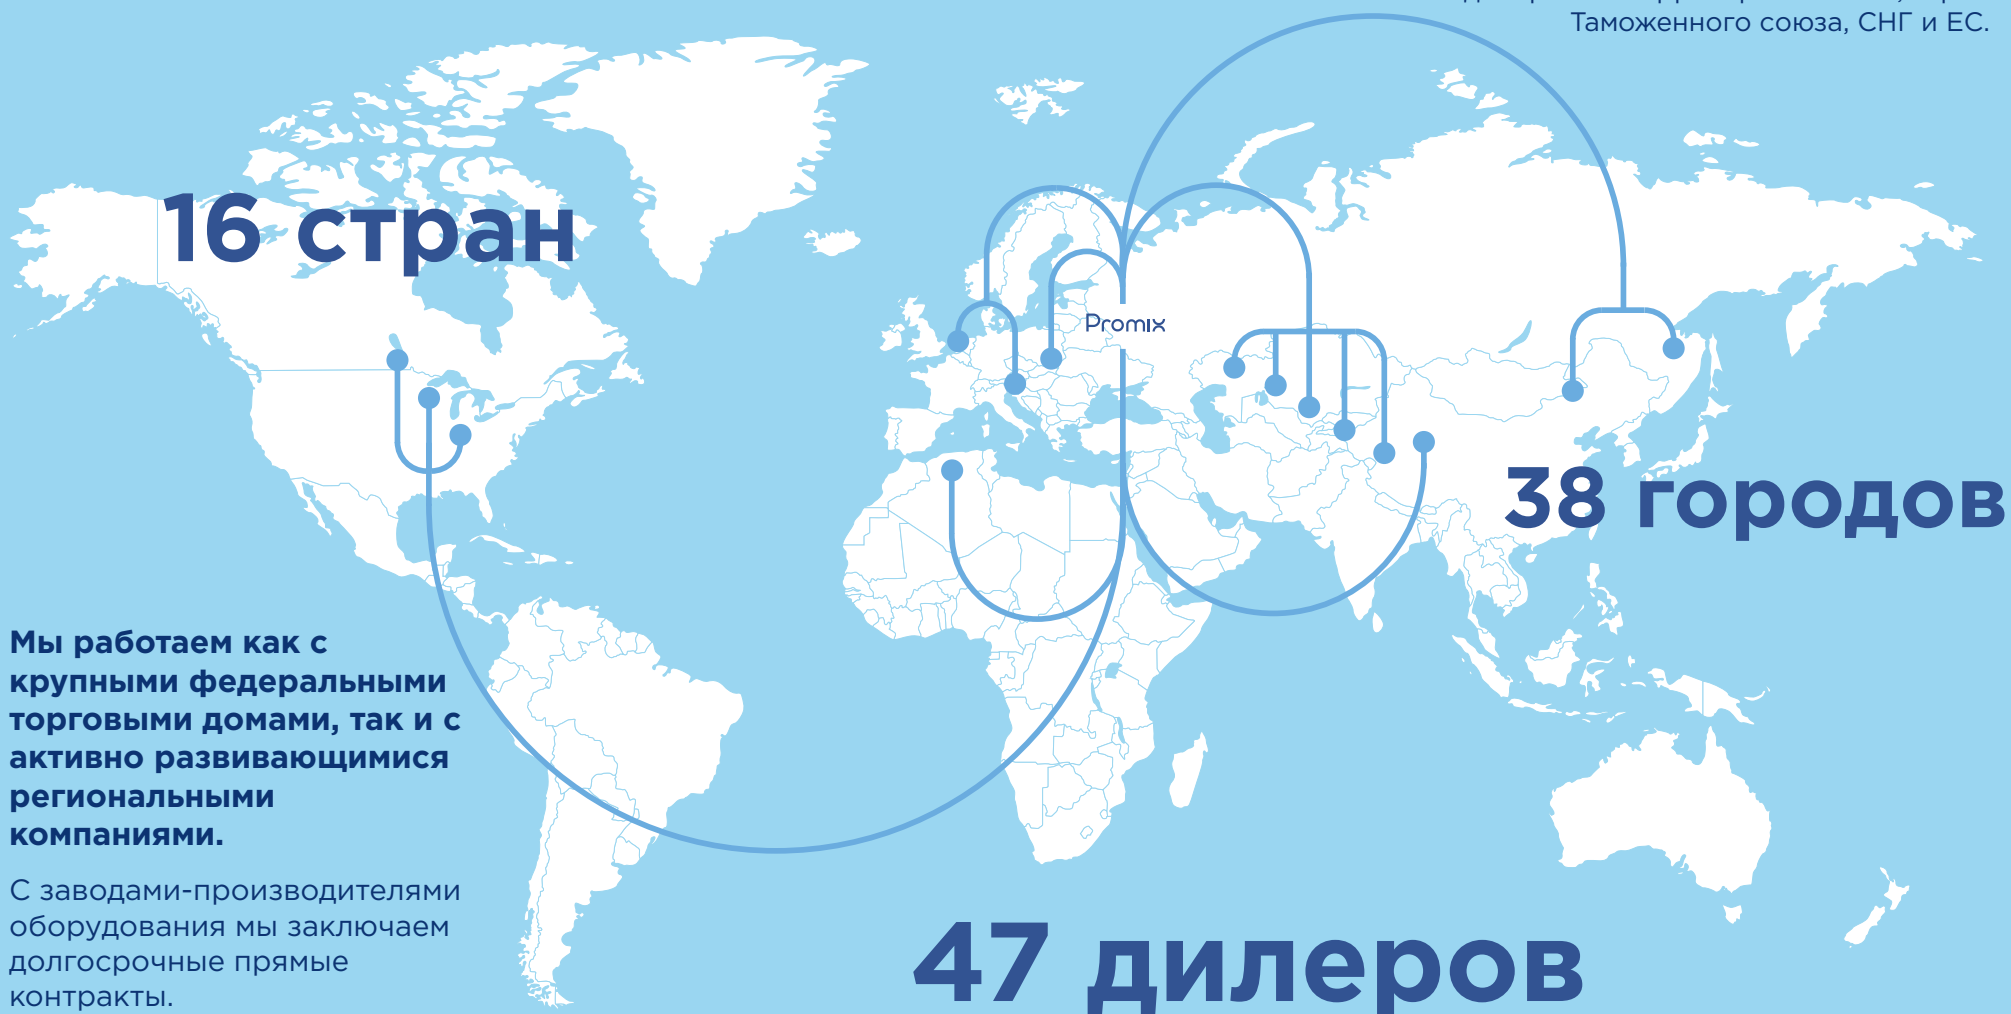 Таможенного союза, СНГ и ЕС.
16 стран
Promix
38 городов
Мы работаем как с
крупными федеральными
торговыми домами, так и с
активно развивающимися
региональными
компаниями.
С заводами-производителями
оборудования мы заключаем
долгосрочные прямые
контракты.
47 дилеров